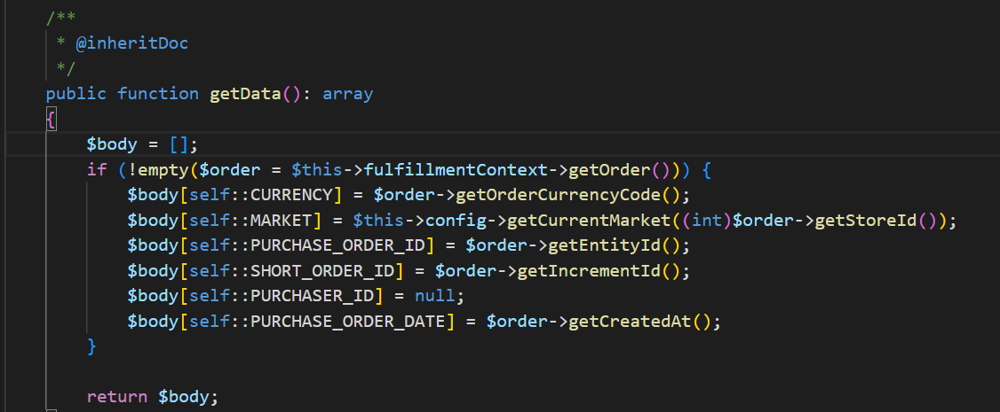 /**
* @inheritDoc
*/
public function getData(): array
{
$body = [];
if (!empty($order = $this->fulfillmentContext->getOrder())) {
$body[self::CURRENCY] = $order->getOrderCurrencyCode();
$body[self::MARKET] = $this->config->getCurrentMarket((int)$order->getStoreId());
$body[self::PURCHASE_ORDER_ID] = $order->getEntityId();
$body[self::SHORT_ORDER_ID] = $order->getIncrementId();
$body[self::PURCHASER_ID] = null;
$body[self::PURCHASE_ORDER_DATE] = $order->getCreatedAt();
}
return $body;